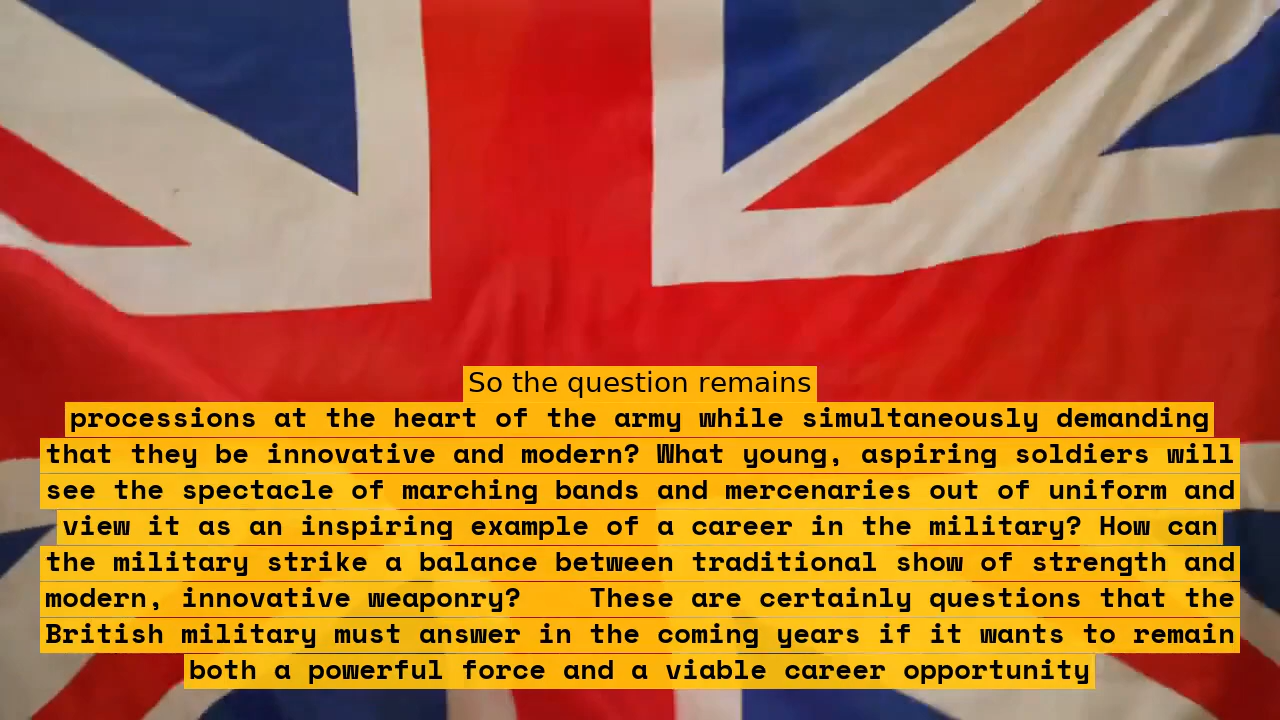 So the question remains
processions at the heart of the army while simultaneously demanding
that they be innovative and modern? What young, aspiring soldiers will
see the spectacle of marching bands and mercenaries out of uniform and
view it as an inspiring example of a career in the military? How can
the military strike a balance between traditional show of strength and
modern, innovative weaponry?    These are certainly questions that the
British military must answer in the coming years if it wants to remain
both a powerful force and a viable career opportunity